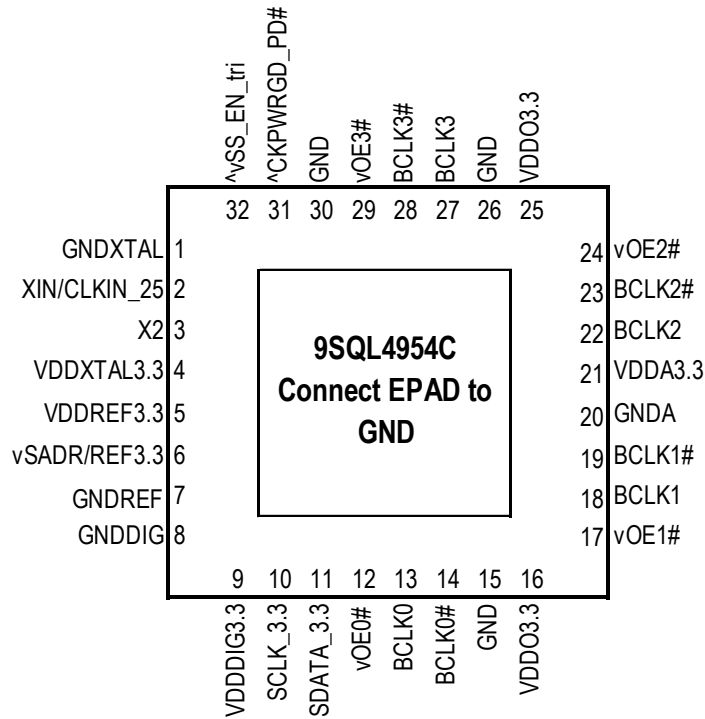 ^vSS_EN_tri
^CKPWRGD_PD#
GND
vOE3#
BCLK3#
BCLK3
GND
VDDO3.3
32 31 30 29 28 27 26 25
GNDXTAL 1
XIN/CLKIN_25 2
X2 3
VDDXTAL3.3 4
VDDREF3.3 5
vSADR/REF3.3 6
GNDREF 7
GNDDIG 8
9SQL4954C
Connect EPAD to
GND
24 vOE2#
23 BCLK2#
22 BCLK2
21 VDDA3.3
20 GNDA
19 BCLK1#
18 BCLK1
17 vOE1#
9 10 11 12 13 14 15 16
VDDDIG3.3
SCLK_3.3
SDATA_3.3
vOE0#
BCLK0
BCLK0#
GND
VDDO3.3